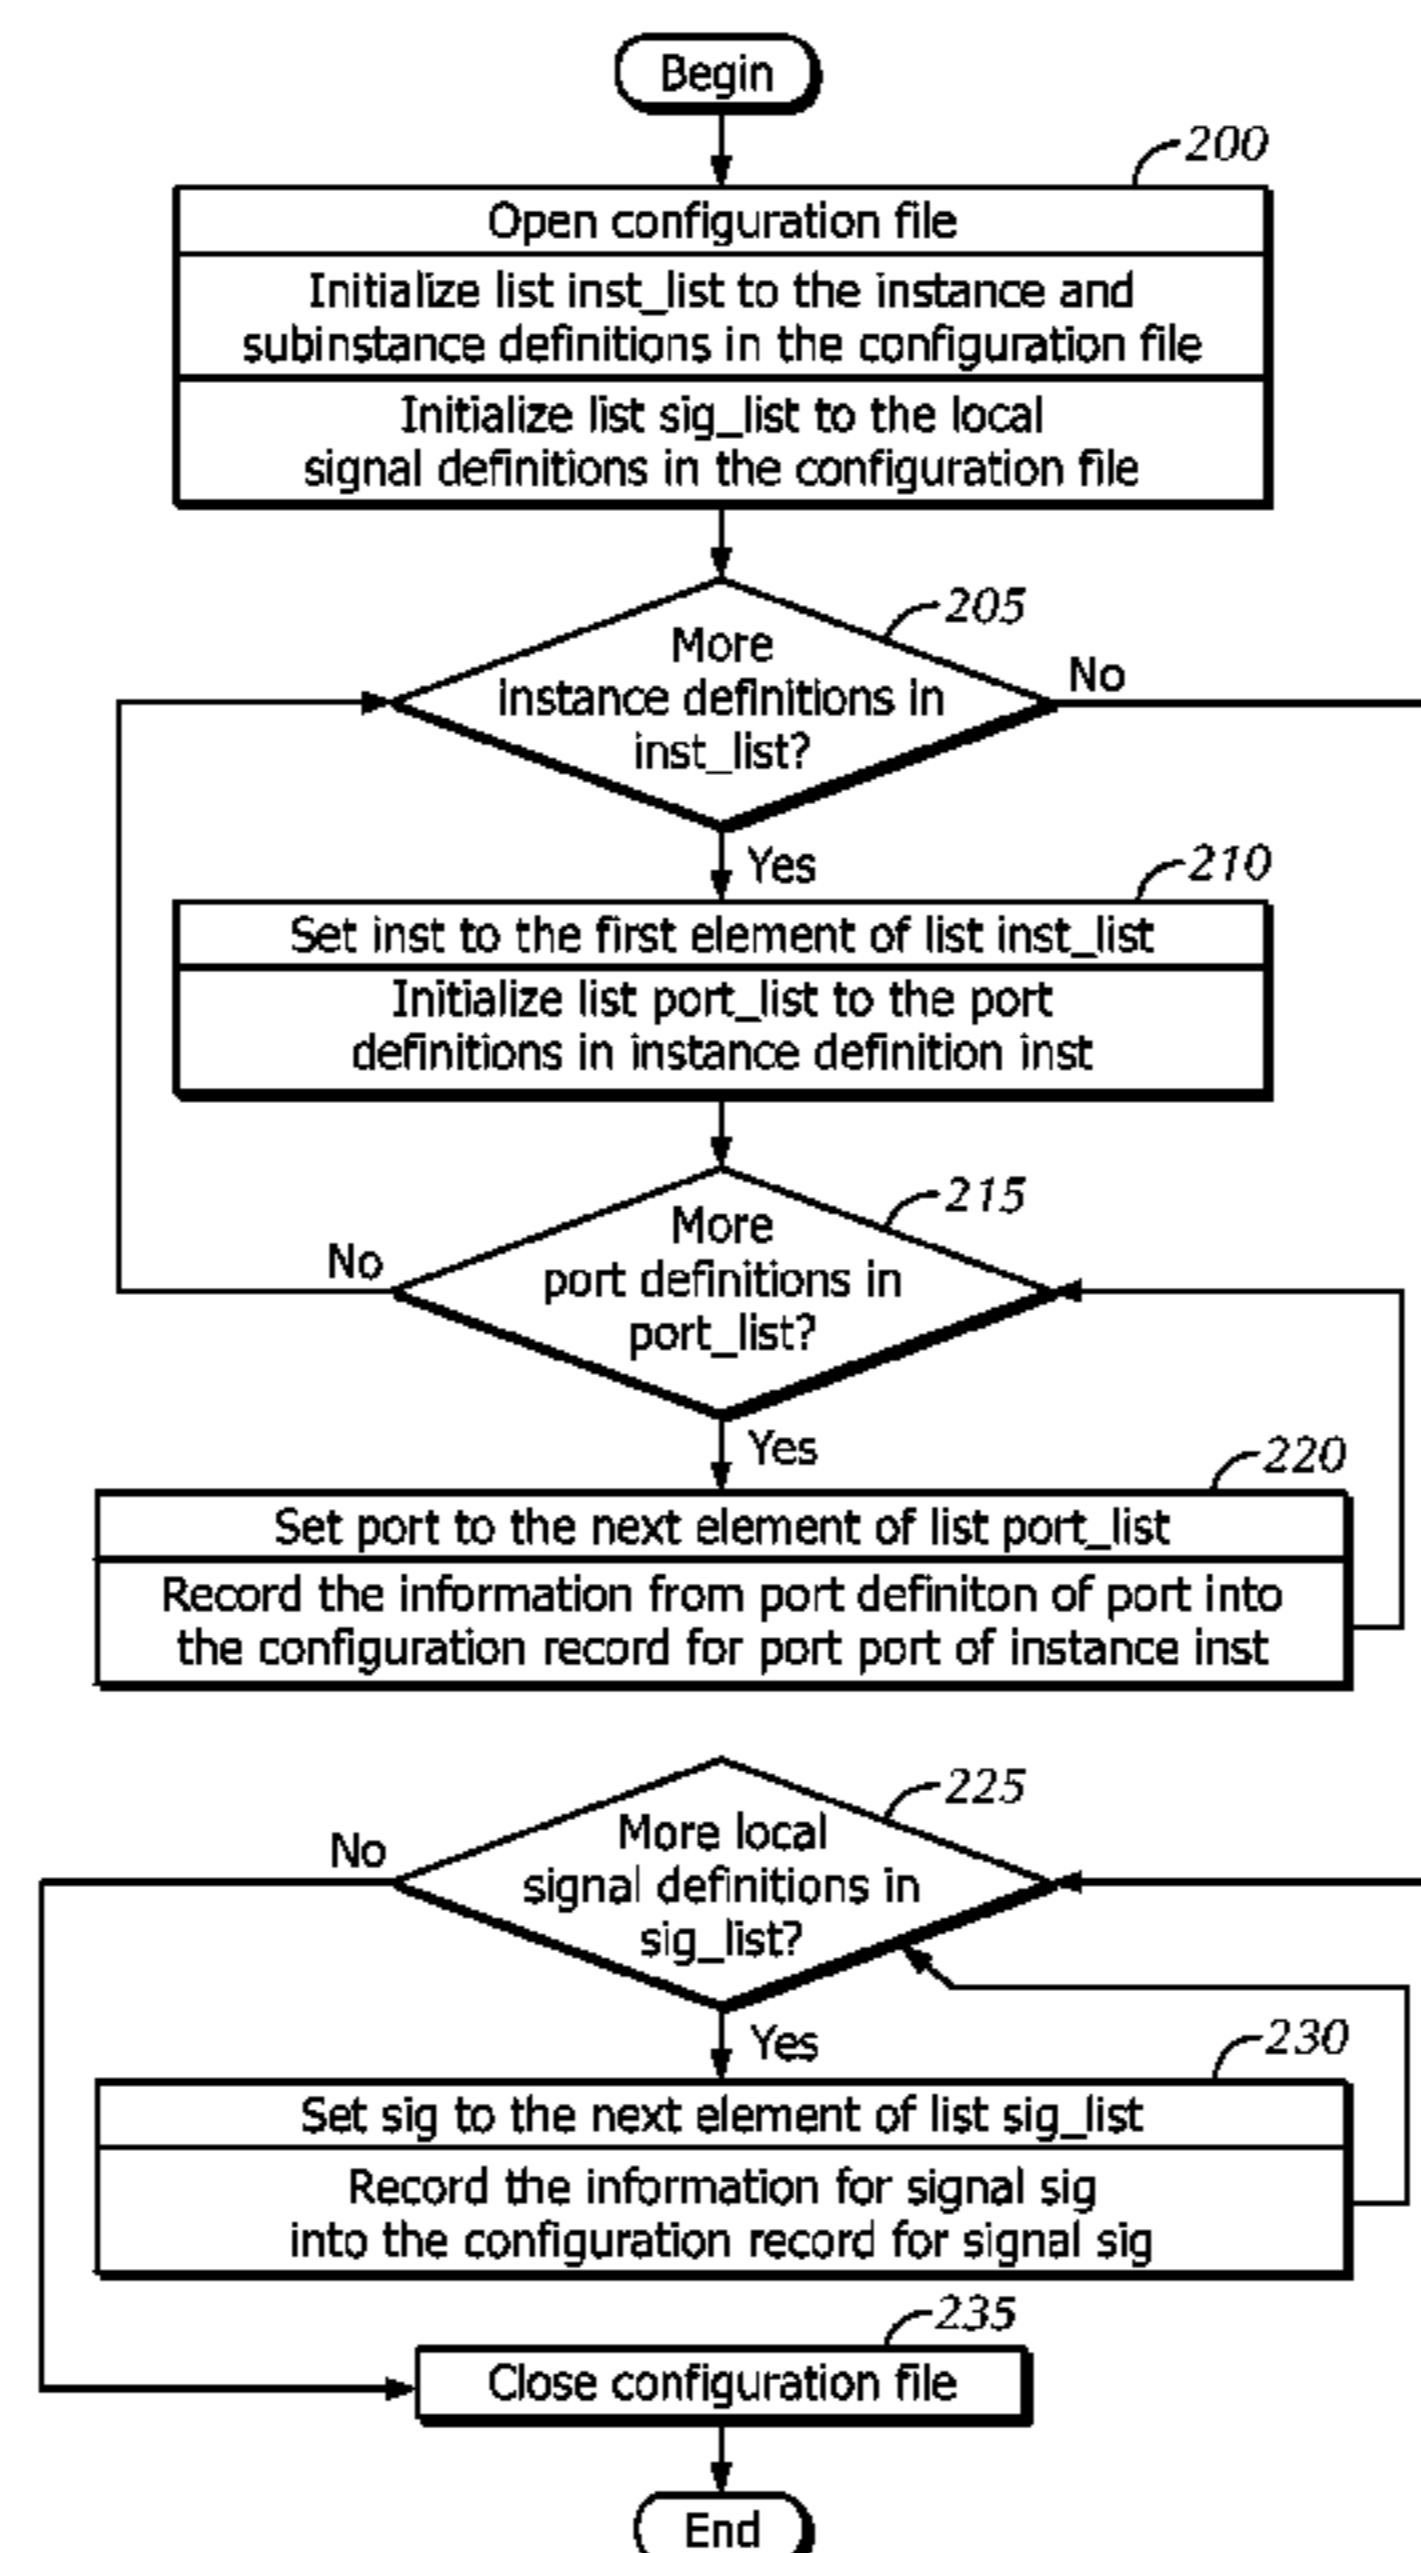 Begin
200
Open configuration file
Initialize list inst_list to the instance and
subinstance definitions in the configuration file
Initialize list sig_list to the local
signal definitions in the configuration file
205
More
instance definitions in
inst_list?
No
Yes
210
Set inst to the first element of list inst_list
Initialize list port_list to the port
definitions in instance definition inst
215
More
port definitions in
port_list?
No
Yes
220
Set port to the next element of list port_list
Record the information from port definiton of port into
the configuration record for port port of instance inst
225
More local
signal definitions in
sig_list?
No
Yes
230
Set sig to the next element of list sig_list
Record the information for signal sig
into the configuration record for signal sig
235
Close configuration file
End